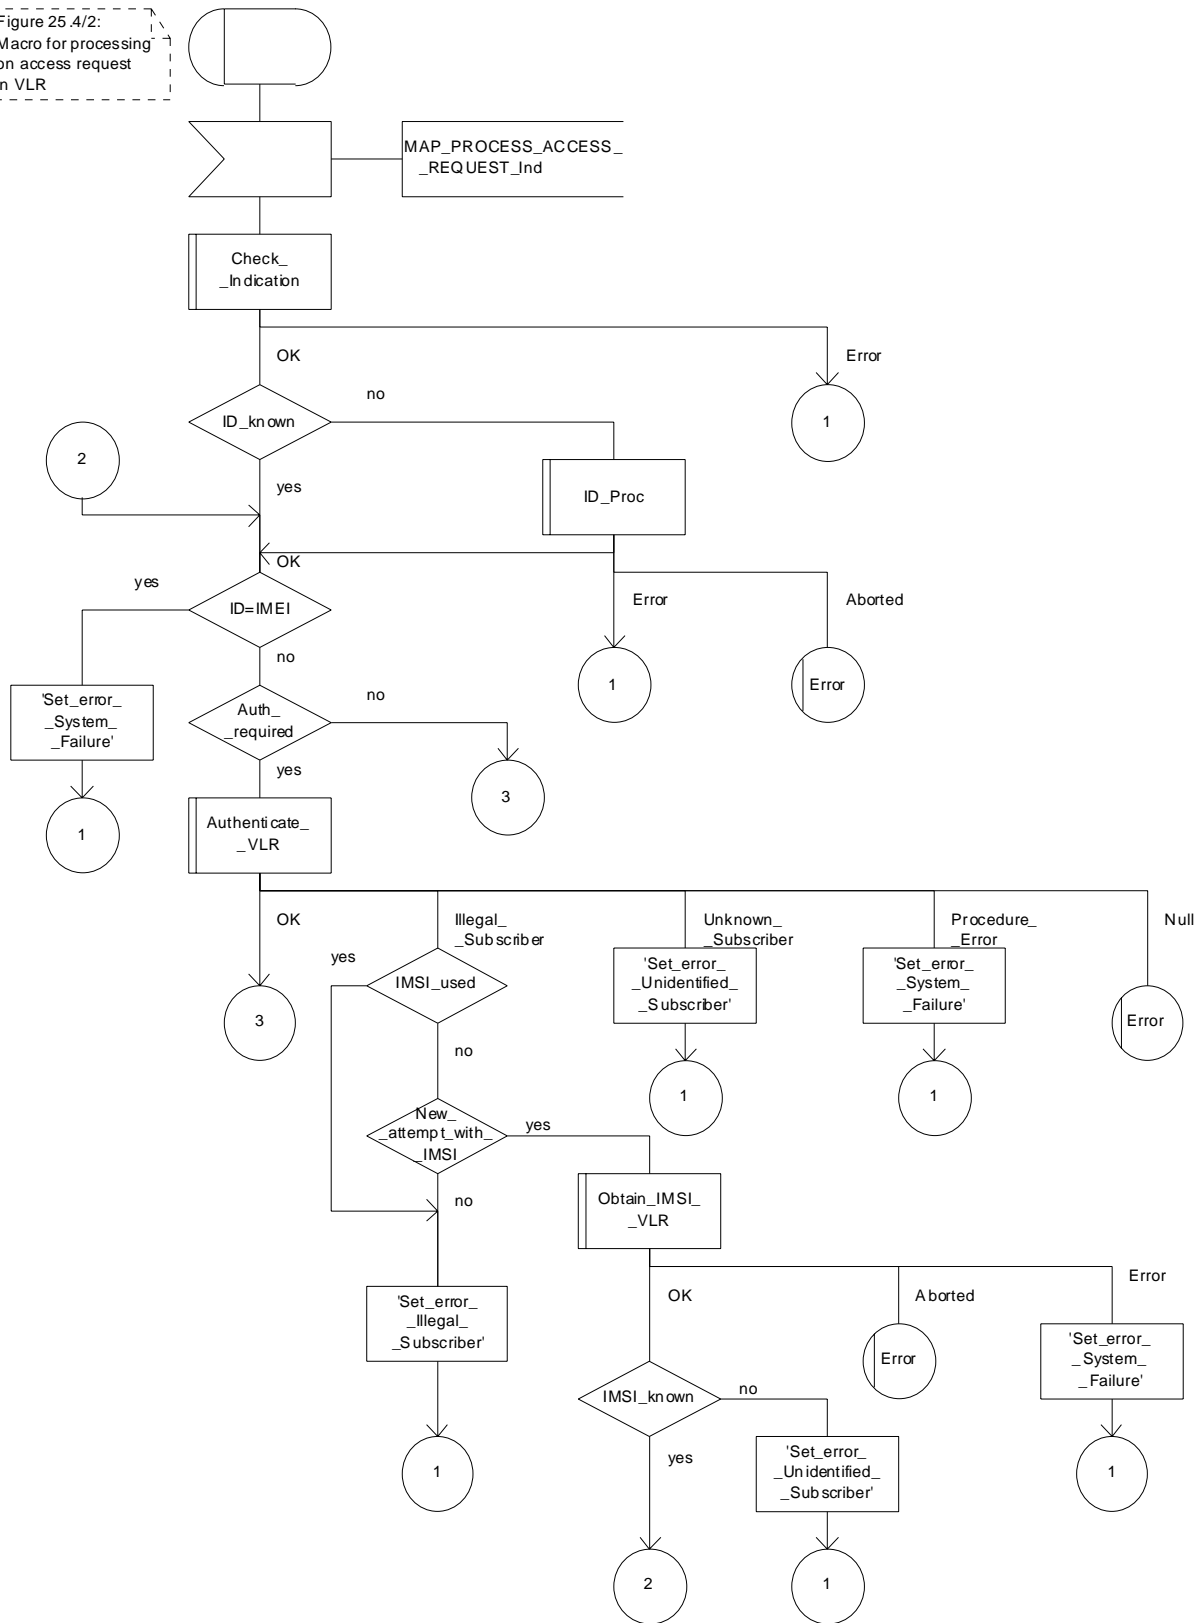 Figure 25.4/2:
Macro for processing
on access request
in VLR
MAP_PROCESS_ACCESS_
_REQUEST_Ind
Check_
_Indication
OK
Error
1
ID_known
no
2
yes
ID_Proc
OK
yes
ID=IMEI
Error
Aborted
no
1
Error
'Set_error_
_System_
_Failure'
Auth_
_required
no
yes
3
1
Authenticate_
_VLR
OK
Illegal_
_Subscriber
Unknown_
_Subscriber
Procedure_
_Error
Null
yes
IMSI_used
'Set_error_
_Unidentified_
_Subscriber'
'Set_error_
_System_
_Failure'
3
Error
no
1
1
New_
_attempt_with_
_IMSI
yes
no
Obtain_IMSI_
_VLR
OK
Aborted
Error
'Set_error_
_Illegal_
_Subscriber'
Error
'Set_error_
_System_
_Failure'
IMSI_known
no
yes
1
'Set_error_
_Unidentified_
_Subscriber'
1
2
1